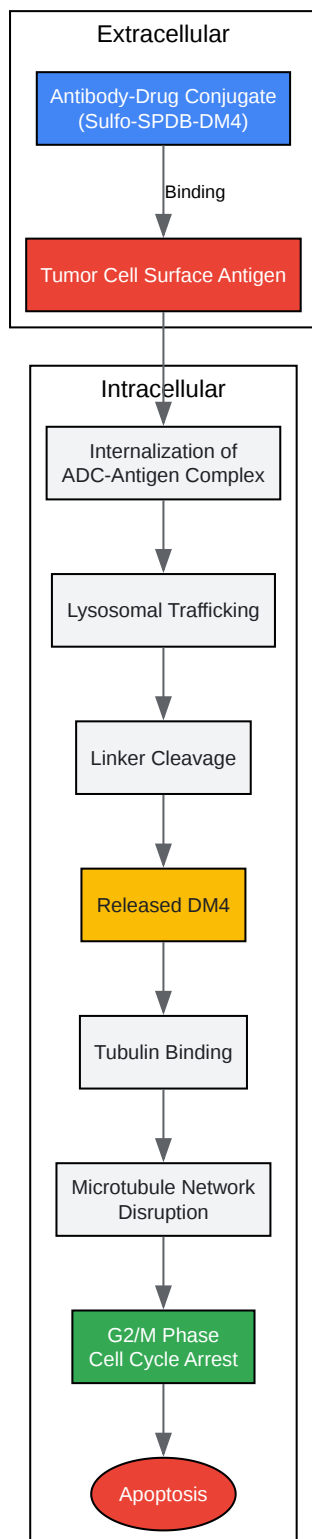 Extracellular
Antibody-Drug Conjugate
(Sulfo-SPDB-DM4)
Binding
Tumor Cell Surface Antigen
Intracellular
Internalization of
ADC-Antigen Complex
Lysosomal Trafficking
Linker Cleavage
Released DM4
Tubulin Binding
Microtubule Network
Disruption
G2/M Phase
Cell Cycle Arrest
Apoptosis